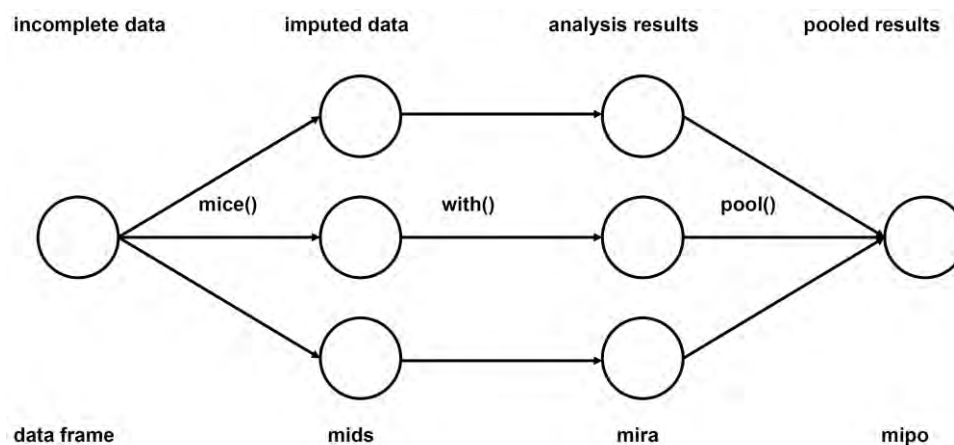 incomplete data imputed data analysis results pooled results
mice() with() pool()
data frame mids mira mipo